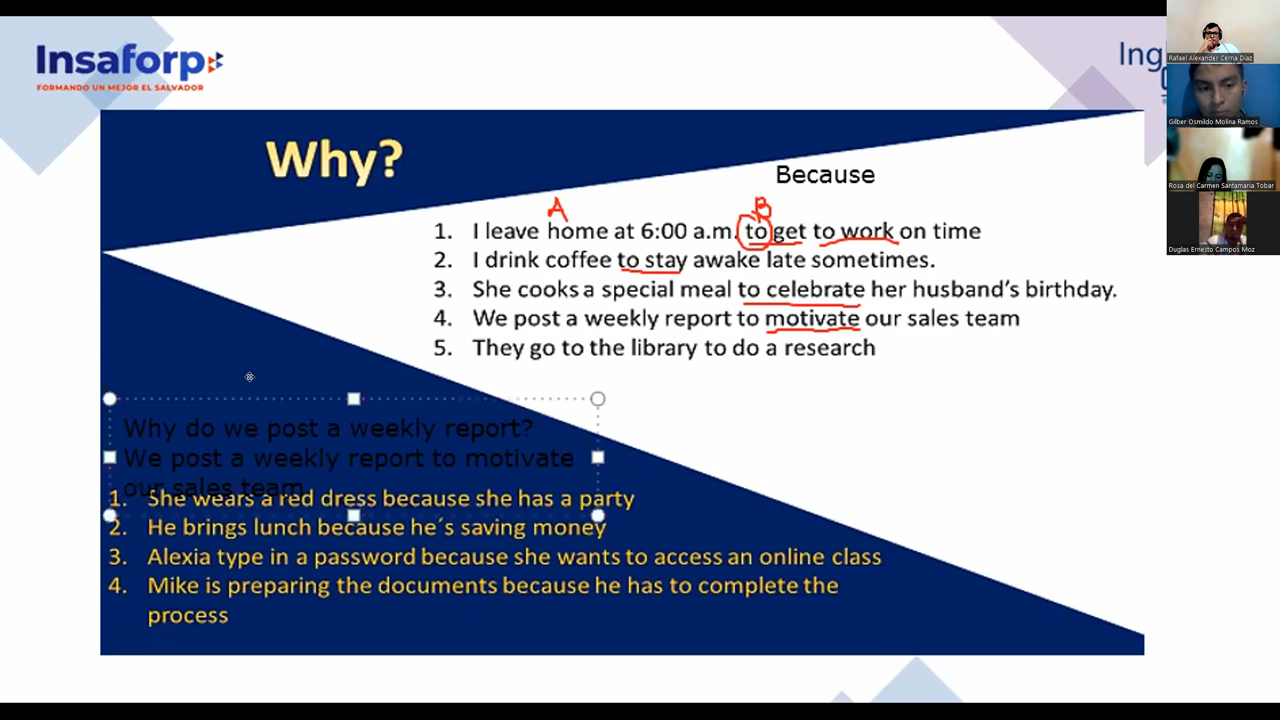 Insaforp
FORMANDO UN MEJOR EL SALVADOR
Ing
Why?
Because
A B
1. I leave home at 6:00 a.m. to get to work on time
2. I drink coffee to stay awake late sometimes.
3. She cooks a special meal to celebrate her husband's birthday.
4. We post a weekly report to motivate our sales team
5. They go to the library to do a research
Why do we post a weekly report?
We post a weekly report to motivate
our sales team
1. She wears a red dress because she has a party
2. He brings lunch because he´s saving money
3. Alexia type in a password because she wants to access an online class
4. Mike is preparing the documents because he has to complete the
process
Rafael Alexander Cerna Diaz
Gilber Osmildo Molina Ramos
Rosa del Carmen Santamaria Tobar
Duglas Ernesto Campos Moz